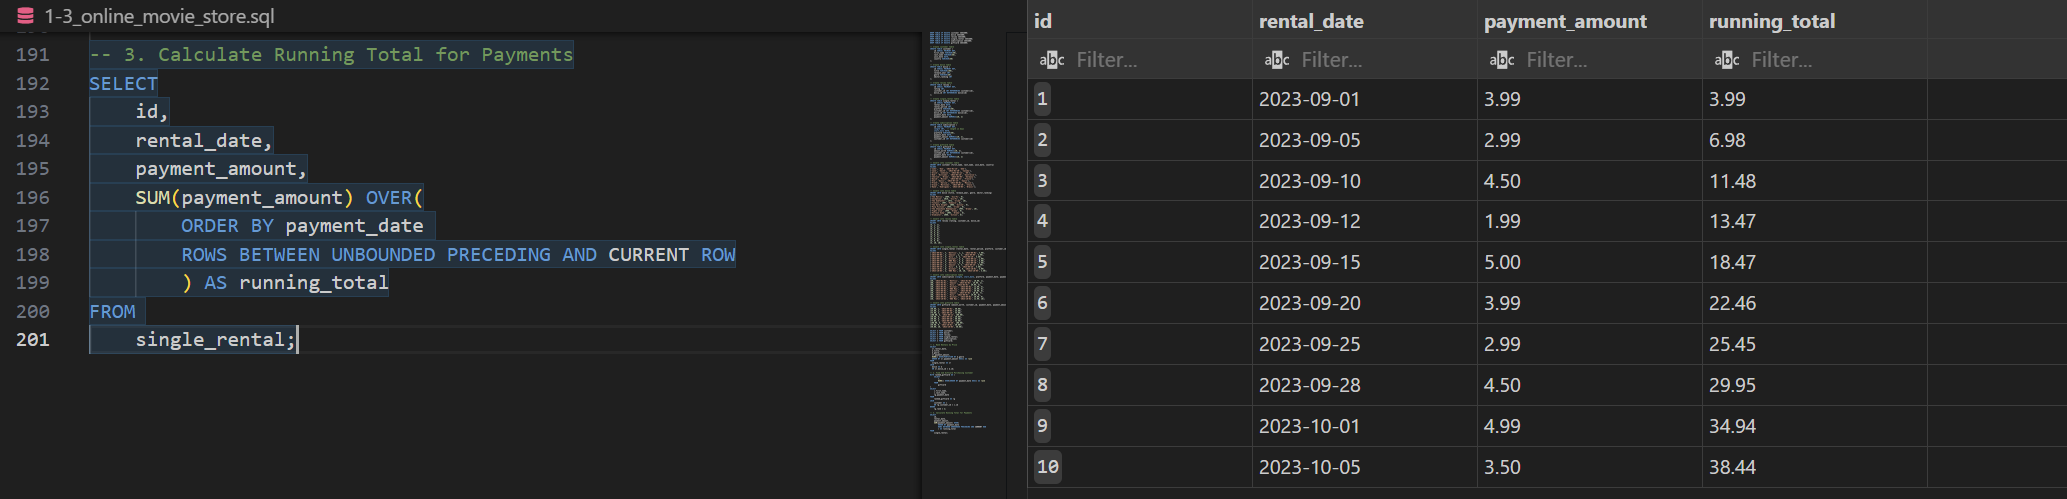 1-3_online_movie_store.sql
191 -- 3. Calculate Running Total for Payments
192 SELECT
193 id,
194 rental_date,
195 payment_amount,
196 SUM(payment_amount) OVER(
197 ORDER BY payment_date
198 ROWS BETWEEN UNBOUNDED PRECEDING AND CURRENT ROW
199 ) AS running_total
200 FROM
201 single_rental;
id rental_date payment_amount running_total
abc Filter... abc Filter... abc Filter... abc Filter...
1 2023-09-01 3.99 3.99
2 2023-09-05 2.99 6.98
3 2023-09-10 4.50 11.48
4 2023-09-12 1.99 13.47
5 2023-09-15 5.00 18.47
6 2023-09-20 3.99 22.46
7 2023-09-25 2.99 25.45
8 2023-09-28 4.50 29.95
9 2023-10-01 4.99 34.94
10 2023-10-05 3.50 38.44